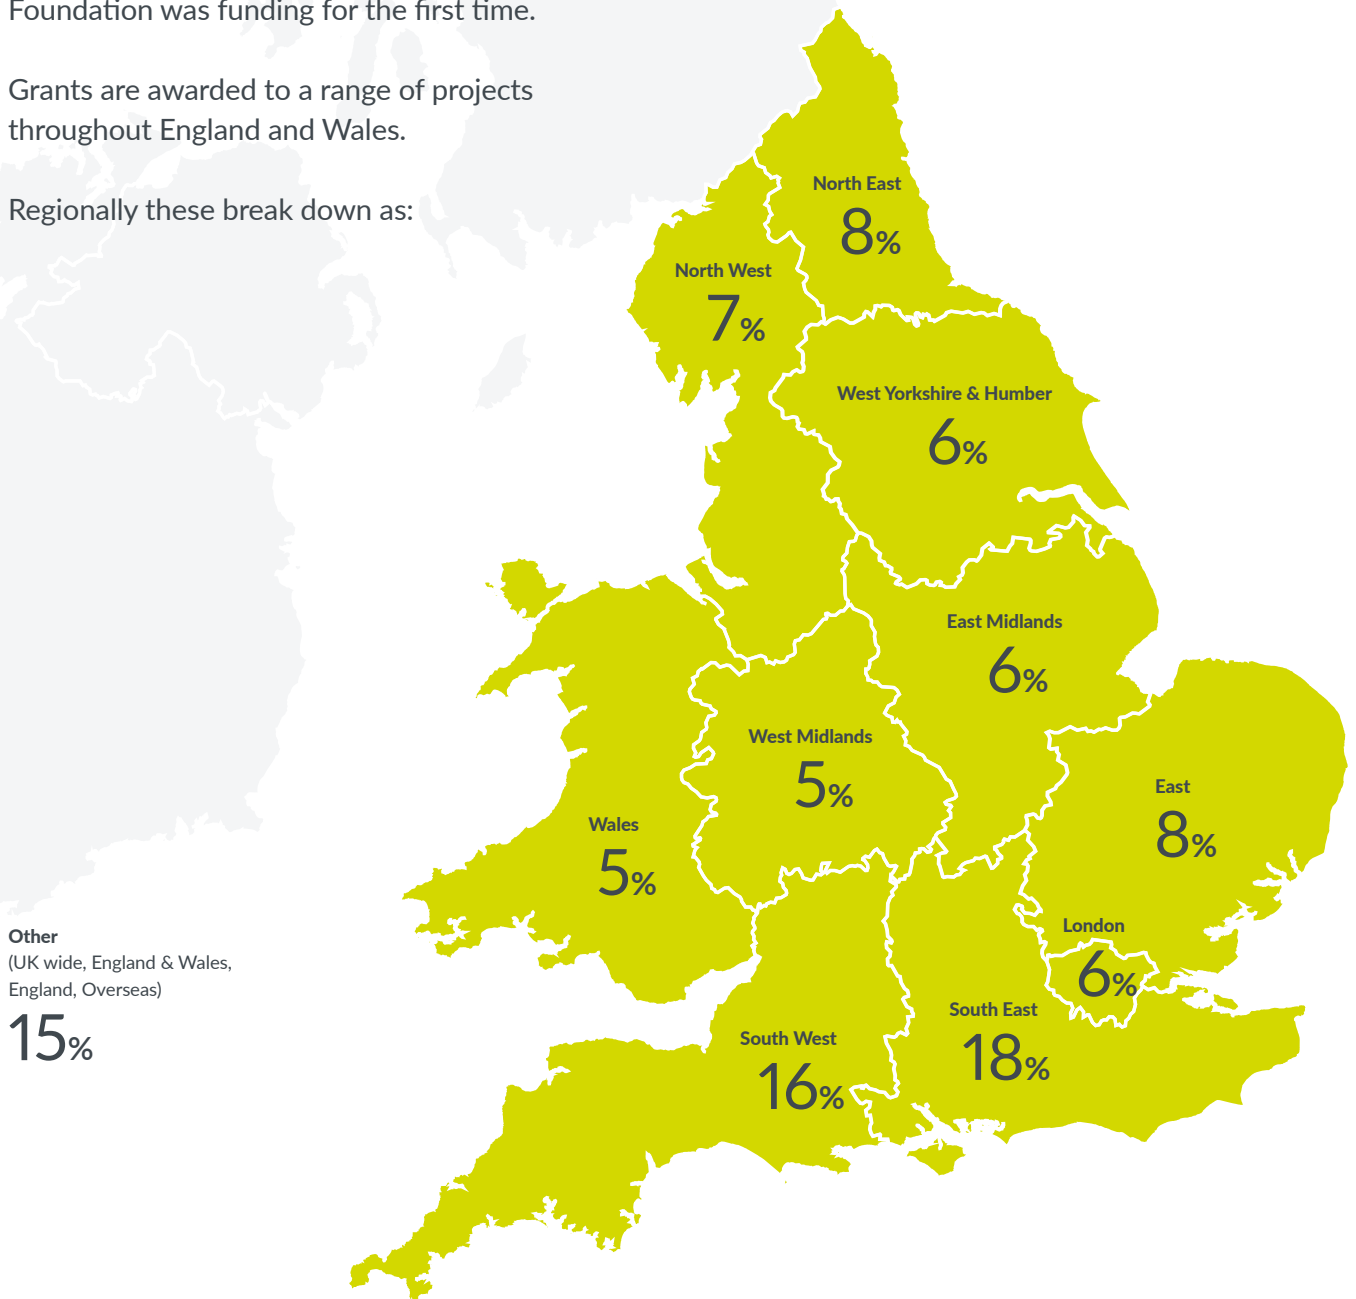 Foundation was funding for the first time.
Grants are awarded to a range of projects
throughout England and Wales.
Regionally these break down as:
North East
8%
North West
7%
West Yorkshire & Humber
6%
East Midlands
6%
West Midlands
5%
East
8%
Wales
5%
London
6%
Other
(UK wide, England & Wales,
England, Overseas)
15%
South East
18%
South West
16%